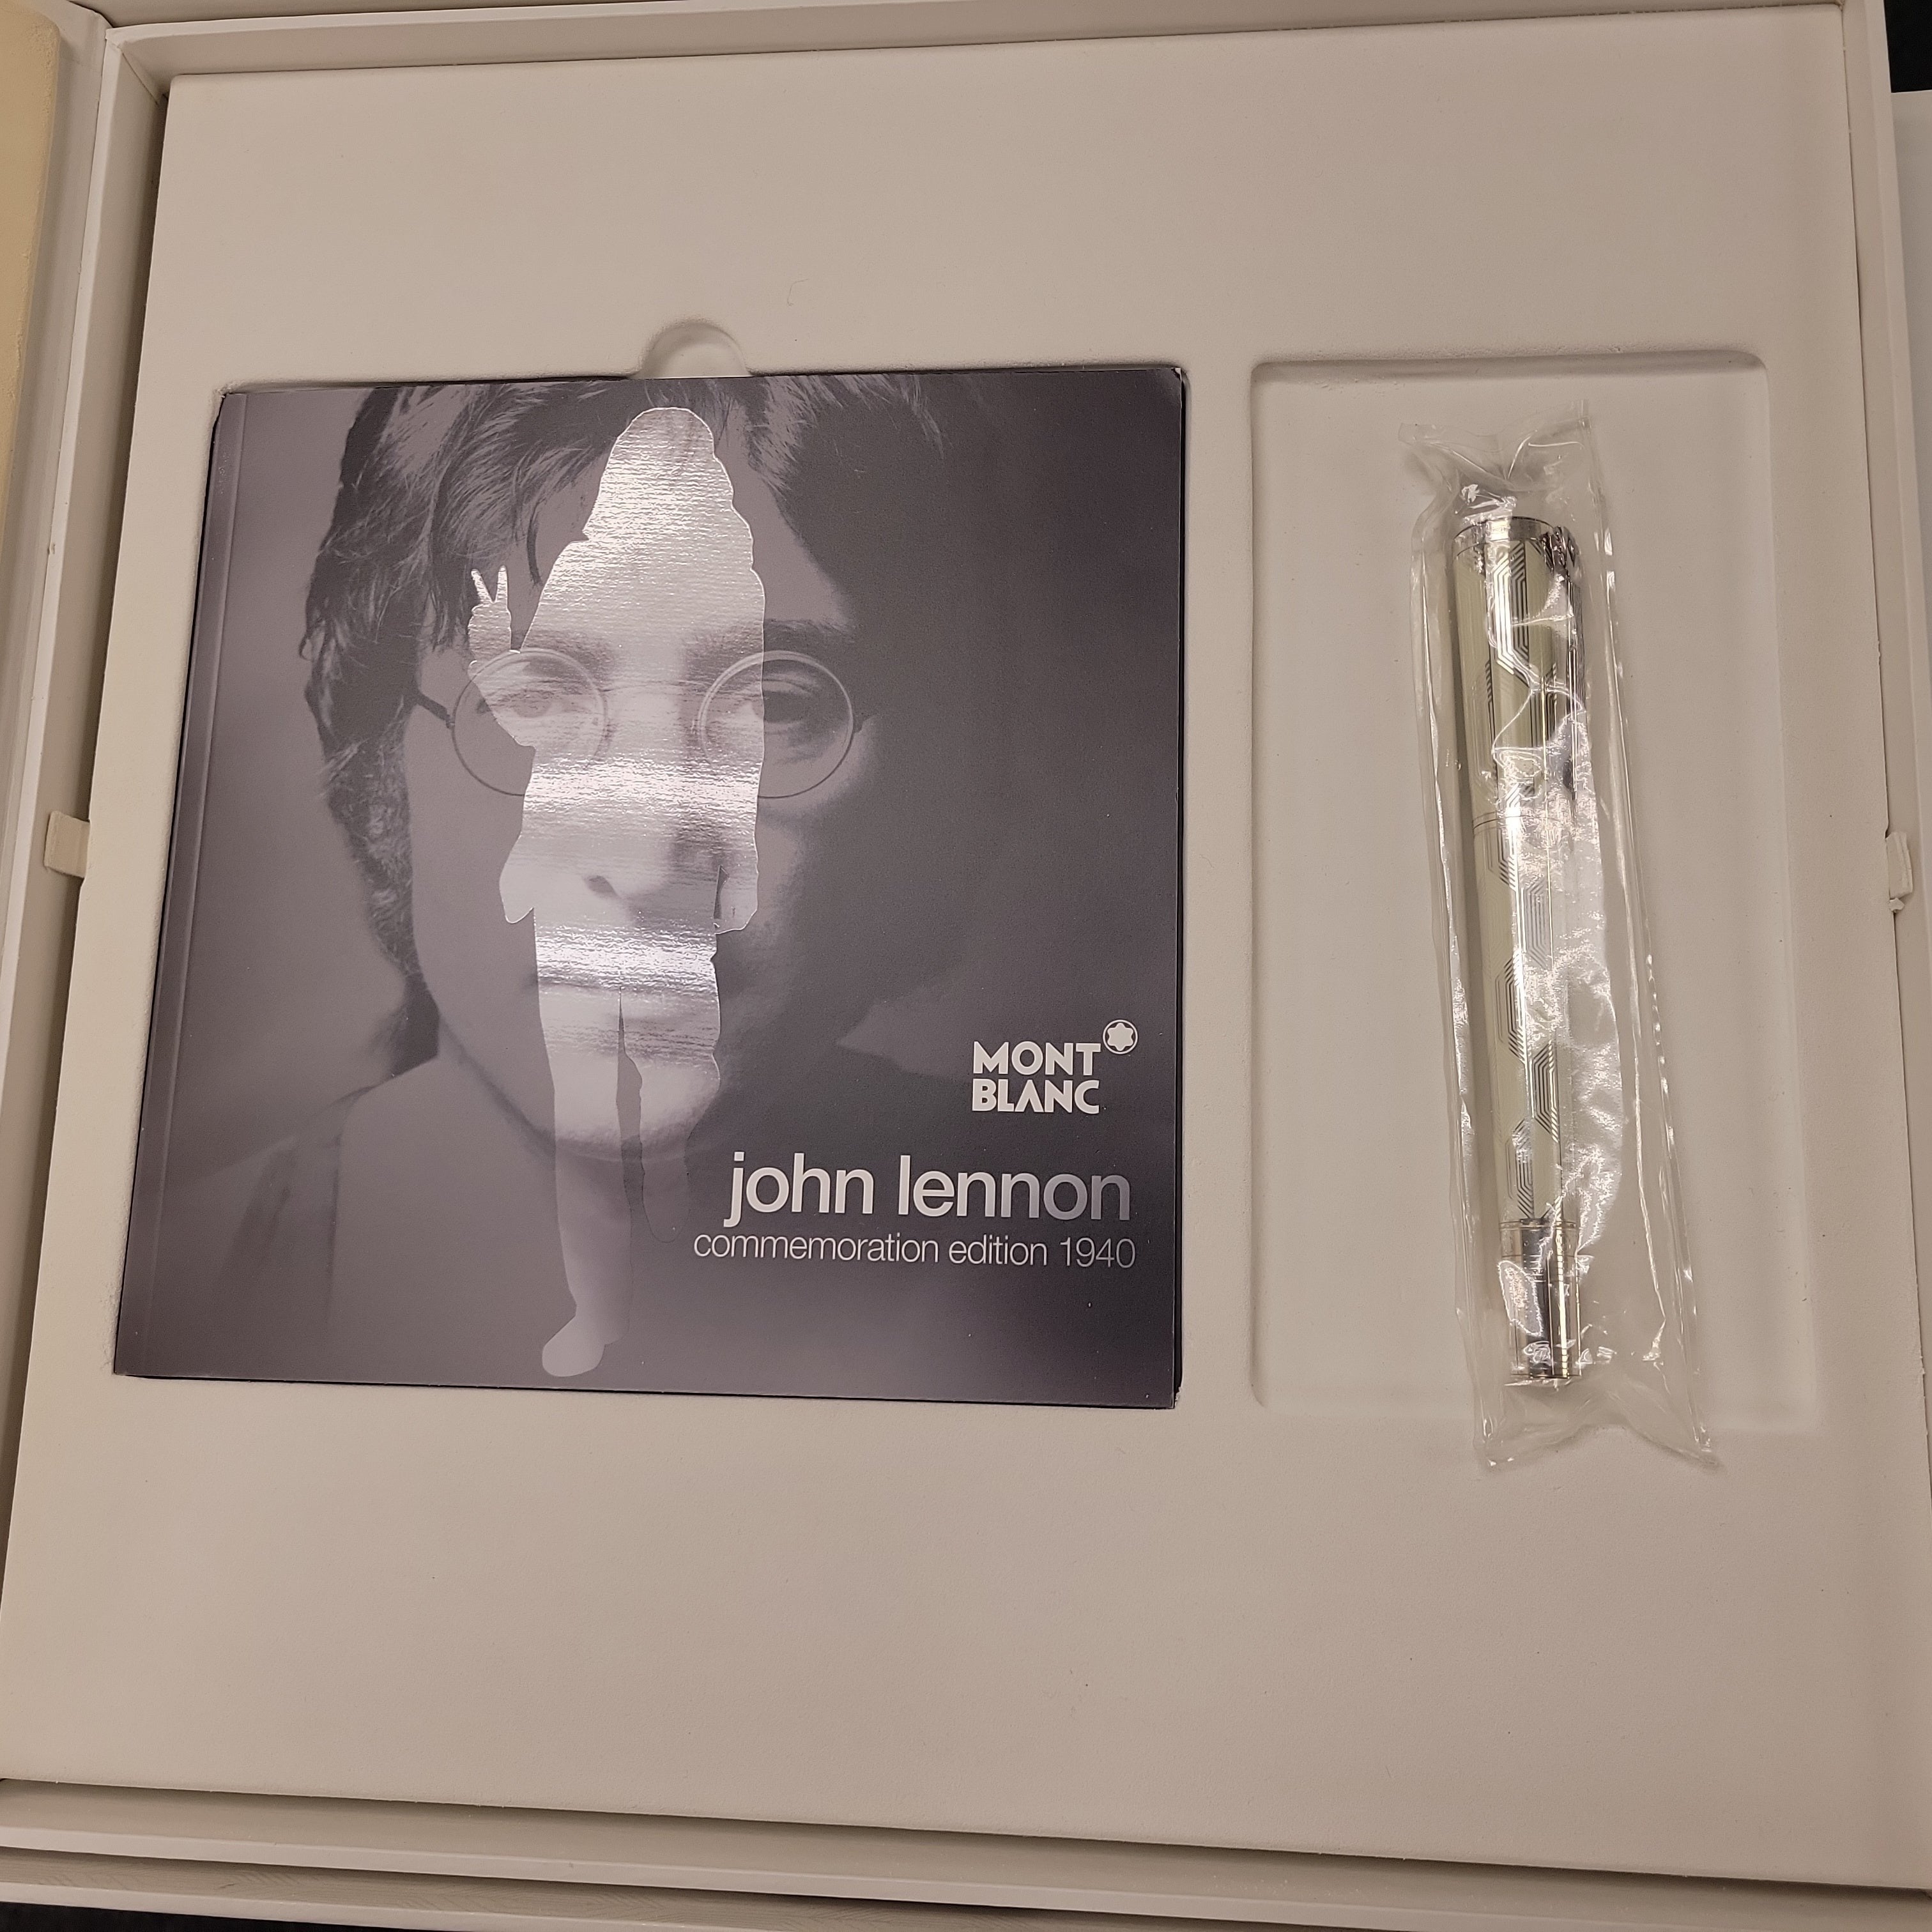 MONT
BLANC
john lennon
commemoration edition 1940